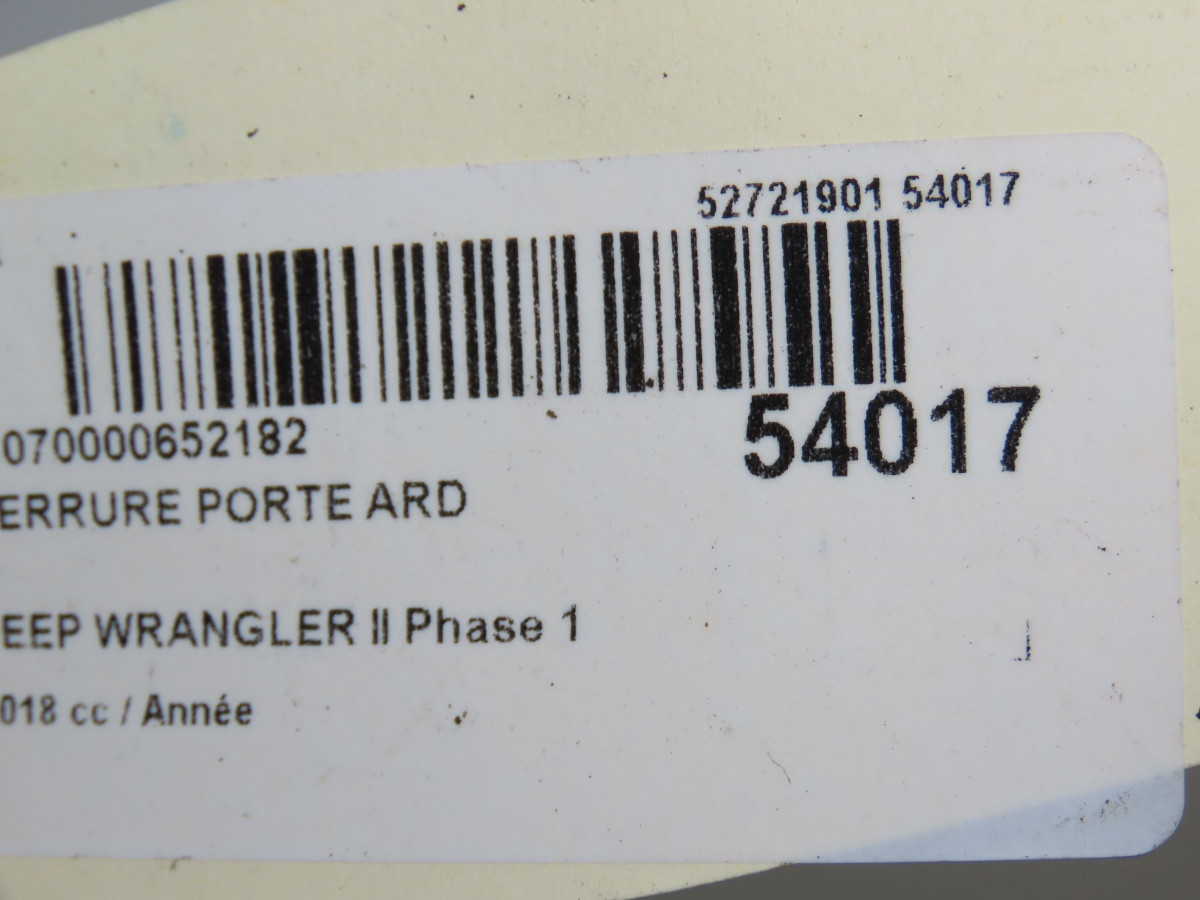 52721901 54017
54017
070000652182
ERRURE PORTE ARD
EEP WRANGLER II Phase 1
018 cc / Année